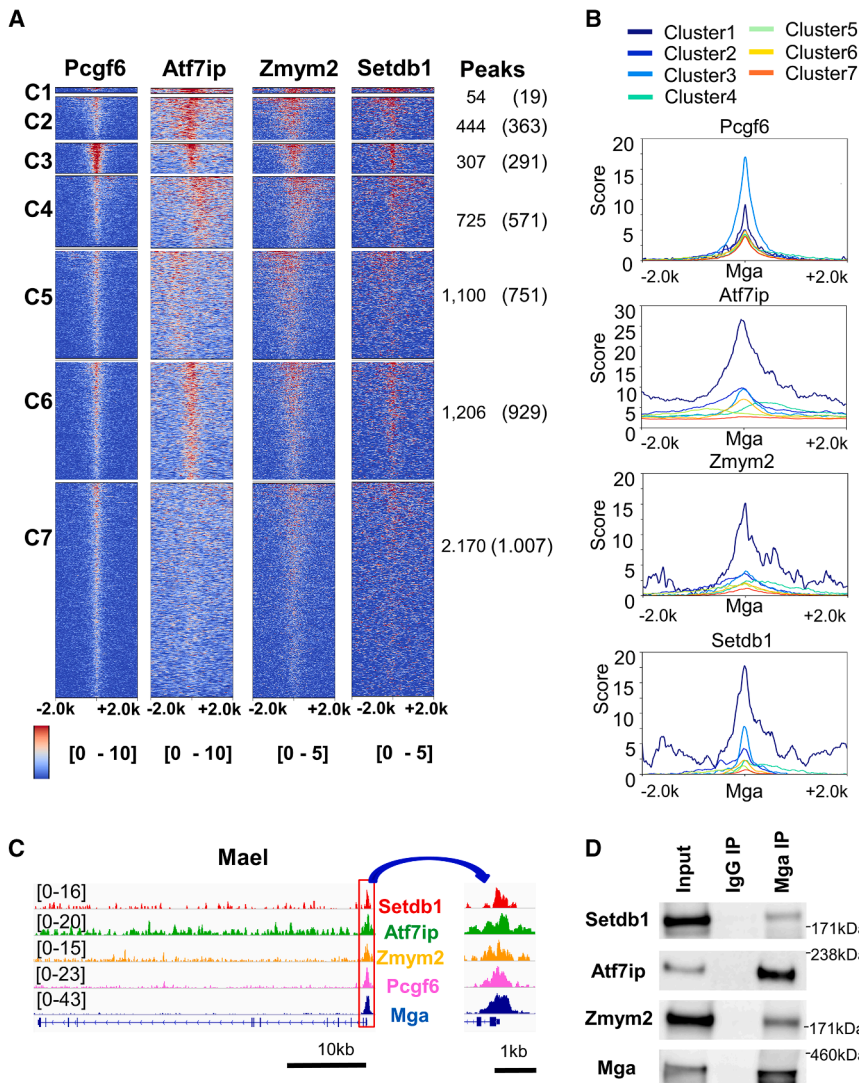 A
Pcgf6 Atf7ip Zmym2 Setdb1 Peaks
C1 54 (19)
C2 444 (363)
C3 307 (291)
C4 725 (571)
C5 1,100 (751)
C6 1,206 (929)
C7 2.170 (1.007)
-2.0k +2.0k -2.0k +2.0k -2.0k +2.0k -2.0k +2.0k
[0 - 10] [0 - 10] [0 - 5] [0 - 5]
B
Cluster1 Cluster5
Cluster2 Cluster6
Cluster3 Cluster7
Cluster4
Pcgf6
Score
20
15
10
5
0
-2.0k Mga +2.0k
Atf7ip
Score
30
25
20
15
10
5
0
-2.0k Mga +2.0k
Zmym2
Score
20
15
10
5
0
-2.0k Mga +2.0k
Setdb1
Score
20
15
10
5
0
-2.0k Mga +2.0k
C
Mael
[0-16] Setdb1
[0-20] Atf7ip
[0-15] Zmym2
[0-23] Pcgf6
[0-43] Mga
10kb 1kb
D
Input IgG IP Mga IP
Setdb1 -171kDa
-238kDa
Atf7ip
Zmym2 -171kDa
-460kDa
Mga